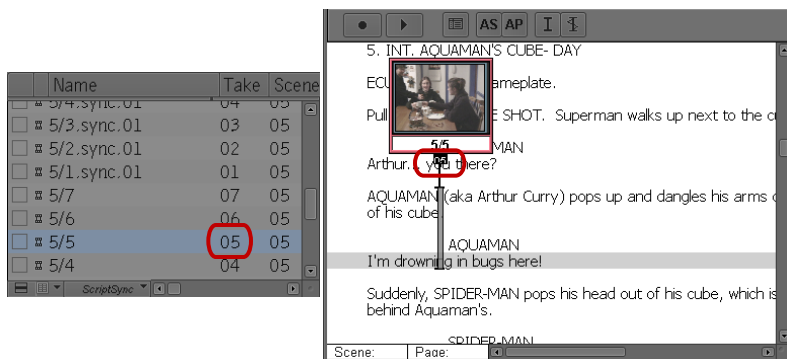 Name Take Scene
5/4.sync.01 04 05
5/3.sync.01 03 05
5/2.sync.01 02 05
5/1.sync.01 01 05
5/7 07 05
5/6 06 05
5/5 05 05
5/4 04 05
ScriptSync
AS AP
5. INT. AQUAMAN'S CUBE- DAY
ameplate.
Pull E SHOT. Superman walks up next to the
5/5 MAN
05
Arthur... you there?
AQUAMAN (aka Arthur Curry) pops up and dangles his arms
of his cube.
AQUAMAN
I'm drowning in bugs here!
Suddenly, SPIDER-MAN pops his head out of his cube, which is
behind Aquaman's.
SPIDER-MAN
Scene: Page: